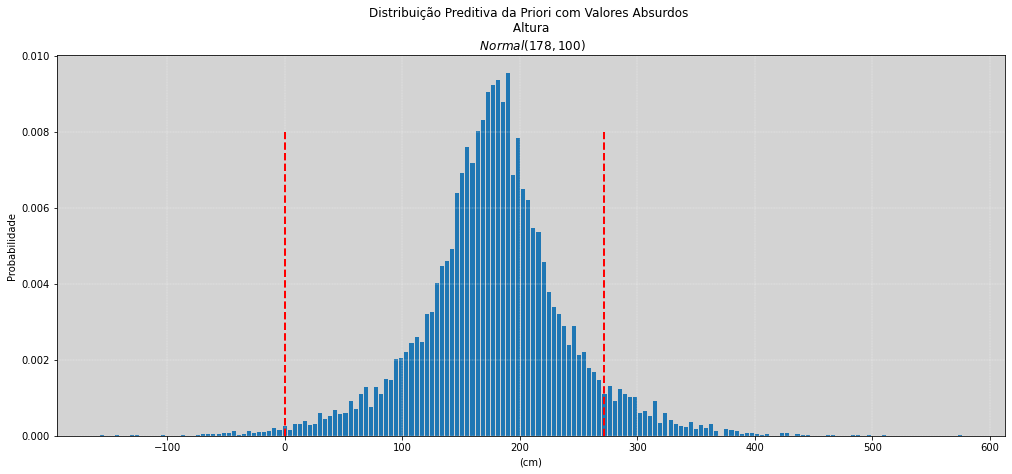 Distribuição Preditiva da Priori com Valores Absurdos
Altura
Normal(178, 100)
0.010
0.008
0.006
0.004
0.002
0.000
Probabilidade
−100
0
100
200
300
400
500
600
(cm)